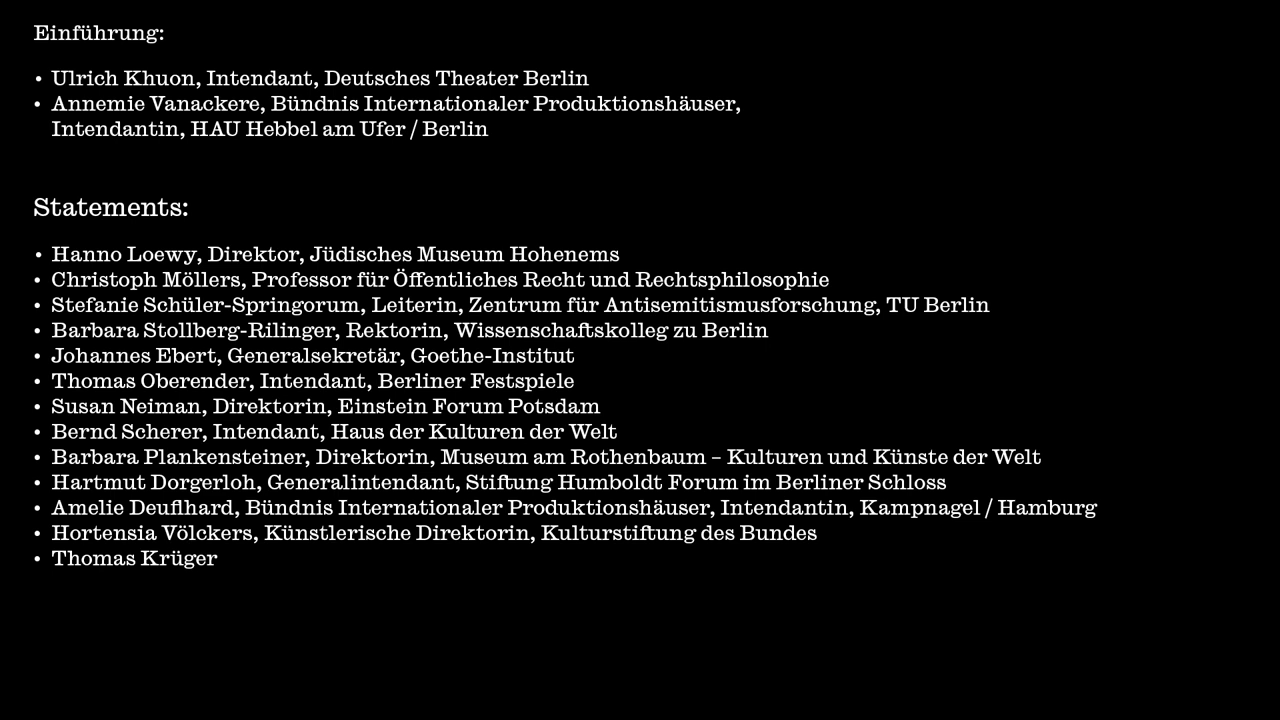 Einführung:
• Ulrich Khuon, Intendant, Deutsches Theater Berlin
• Annemie Vanackere, Bündnis Internationaler Produktionshäuser,
Intendantin, HAU Hebbel am Ufer / Berlin
Statements:
• Hanno Loewy, Direktor, Jüdisches Museum Hohenems
• Christoph Möllers, Professor für Öffentliches Recht und Rechtsphilosophie
• Stefanie Schüler-Springorum, Leiterin, Zentrum für Antisemitismusforschung, TU Berlin
• Barbara Stollberg-Rilinger, Rektorin, Wissenschaftskolleg zu Berlin
• Johannes Ebert, Generalsekretär, Goethe-Institut
• Thomas Oberender, Intendant, Berliner Festspiele
• Susan Neiman, Direktorin, Einstein Forum Potsdam
• Bernd Scherer, Intendant, Haus der Kulturen der Welt
• Barbara Plankensteiner, Direktorin, Museum am Rothenbaum – Kulturen und Künste der Welt
• Hartmut Dorgerloh, Generalintendant, Stiftung Humboldt Forum im Berliner Schloss
• Amelie Deuflhard, Bündnis Internationaler Produktionshäuser, Intendantin, Kampnagel / Hamburg
• Hortensia Völckers, Künstlerische Direktorin, Kulturstiftung des Bundes
• Thomas Krüger